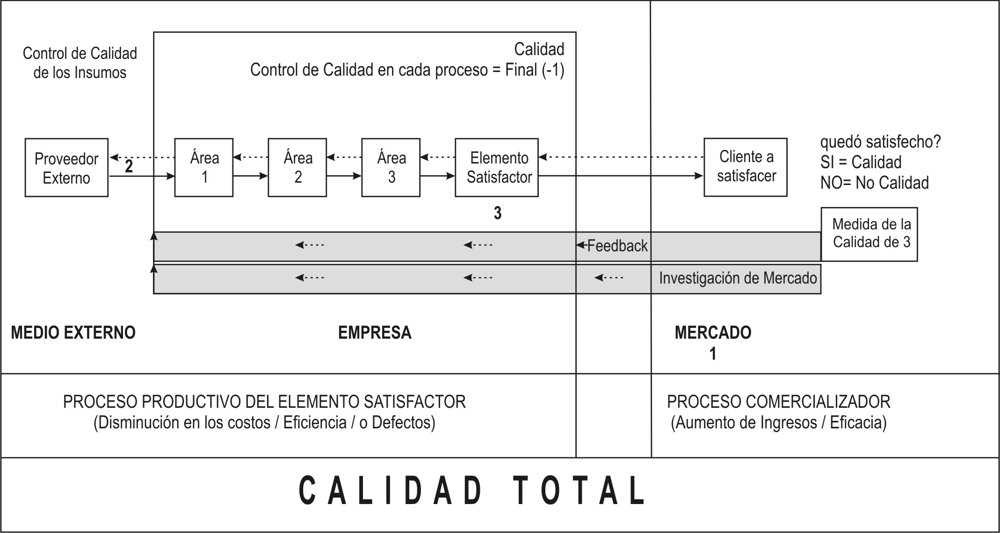 Control de Calidad
de los Insumos
Calidad
Control de Calidad en cada proceso = Final (-1)
Proveedor
Externo
2
Área
1
Área
2
Área
3
Elemento
Satisfactor
3
Cliente a
satisfacer
quedó satisfecho?
SI = Calidad
NO= No Calidad
Medida de la
Calidad de 3
Feedback
Investigación de Mercado
MEDIO EXTERNO
EMPRESA
MERCADO
1
PROCESO PRODUCTIVO DEL ELEMENTO SATISFACTOR
(Disminución en los costos / Eficiencia / o Defectos)
PROCESO COMERCIALIZADOR
(Aumento de Ingresos / Eficacia)
CALIDAD TOTAL